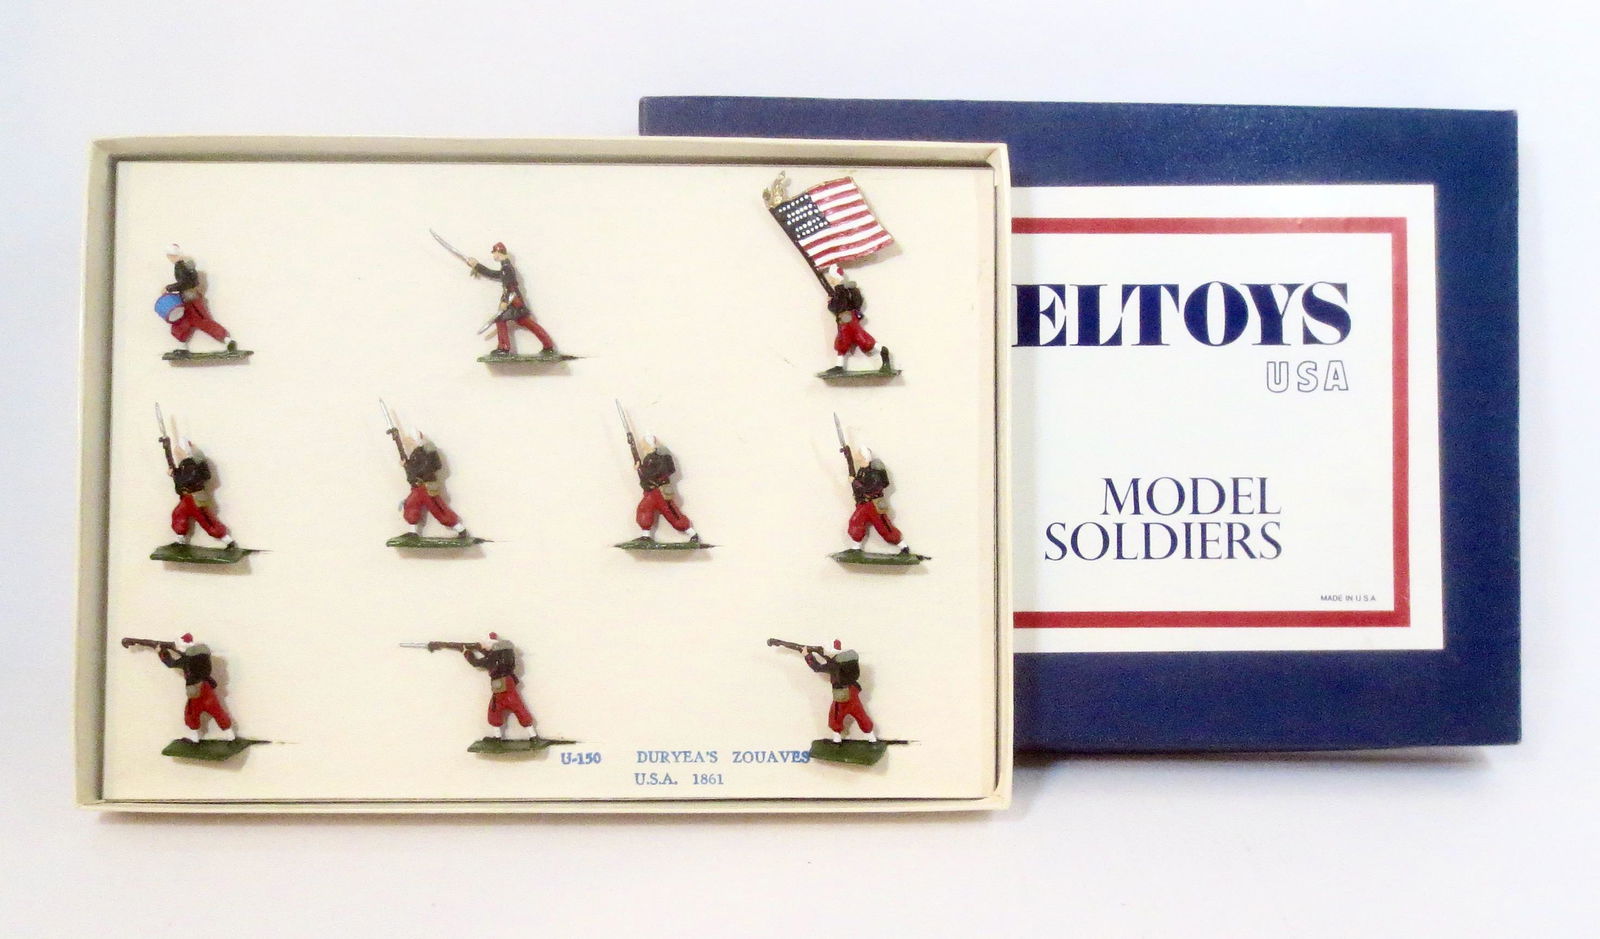 ELTOYS
USA
MODEL
SOLDIERS
MADE IN U.S.A.
U-150 DURYEA'S ZOUAVES
U.S.A. 1861